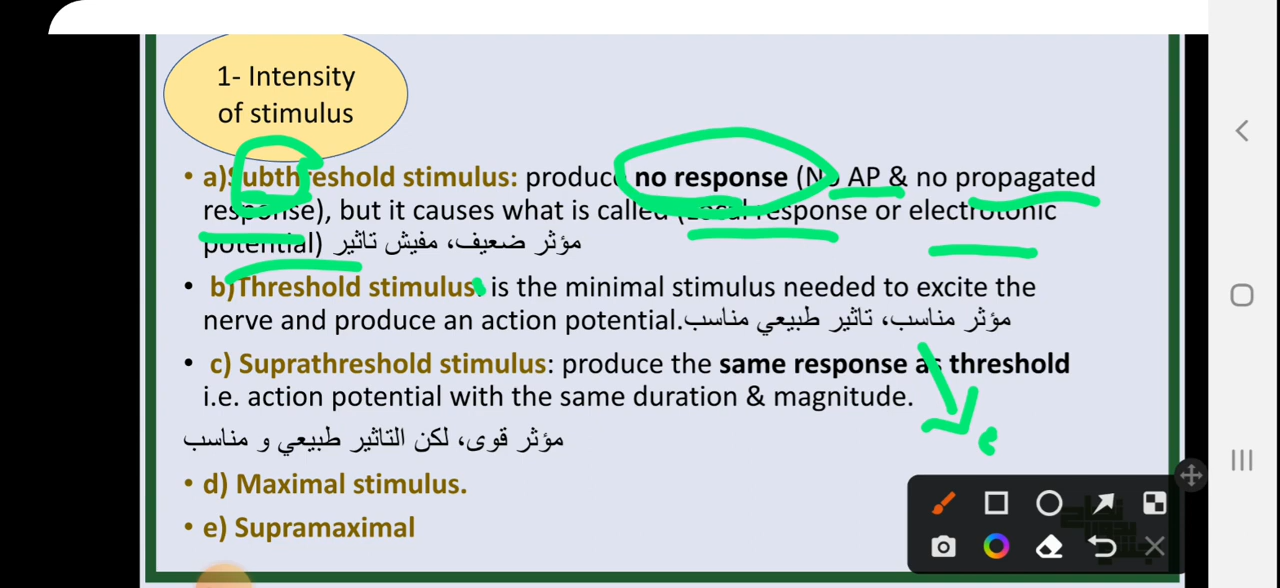 1- Intensity
of stimulus
• a)Subthreshold stimulus: produce no response (No AP & no propagated
response), but it causes what is called (Local response or electrotonic
potential) مؤثر ضعيف، مفيش تاثير
• b)Threshold stimulus: is the minimal stimulus needed to excite the
nerve and produce an action potential.مؤثر مناسب، تاثير طبيعي مناسب
• c) Suprathreshold stimulus: produce the same response as threshold
i.e. action potential with the same duration & magnitude.
مؤثر قوى، لكن التاثير طبيعي و مناسب
• d) Maximal stimulus.
• e) Supramaximal